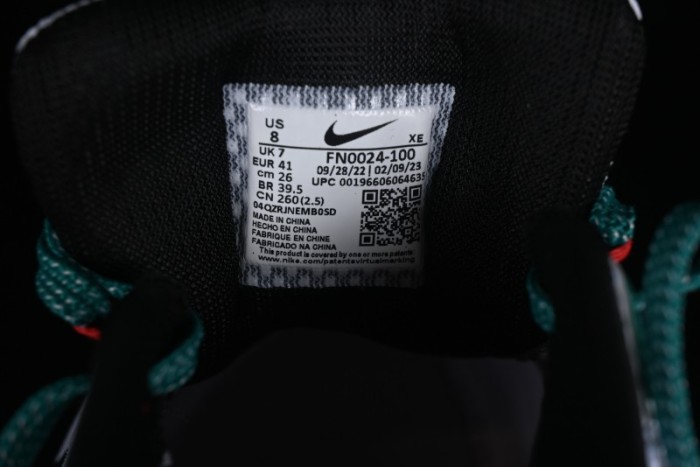 US
8
XE
UK 7
FN0024-100
EUR 41
09/28/22 | 02/09/23
cm 26
UPC 00196606064635
BR 39.5
CN 260(2.5)
04QZRJNEMB0SD
MADE IN CHINA
HECHO EN CHINA
FABRIQUE EN CHINE
FABRICADO NA CHINA
This product is covered by one or more patents
www.nike.com/patentsvirtualmarking